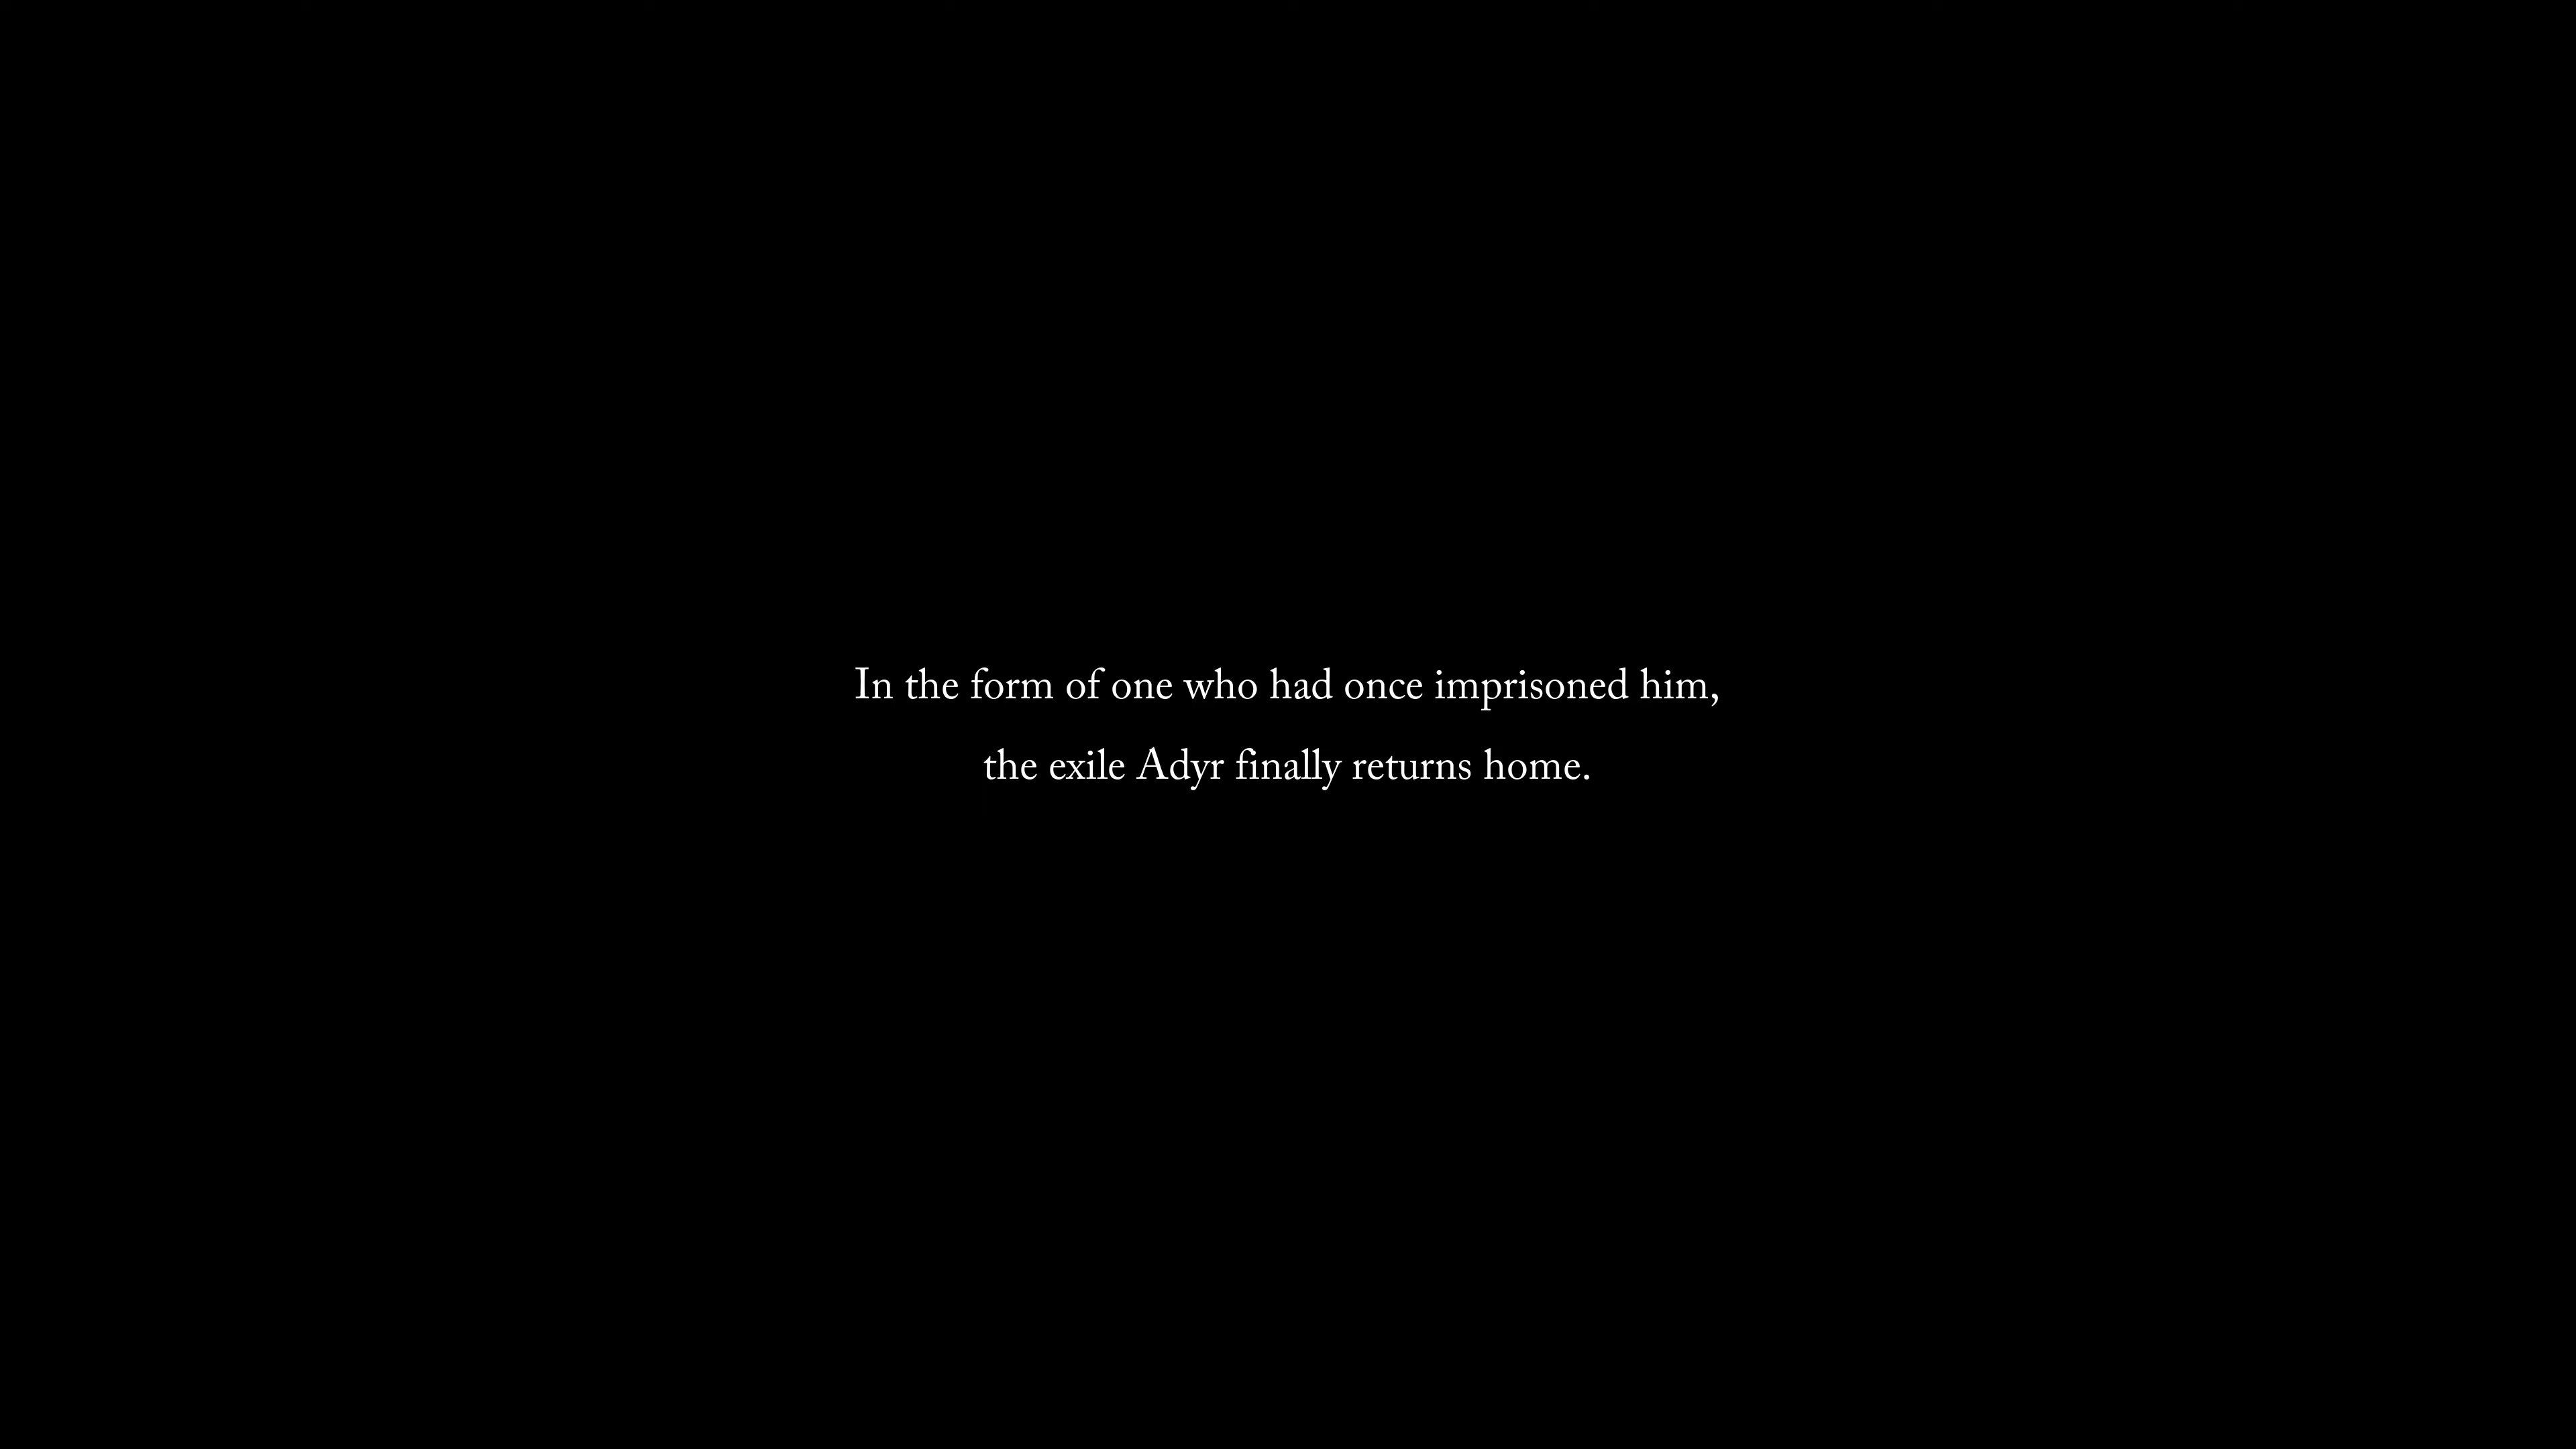 In the form of one who had once imprisoned him,
the exile Adyr finally returns home.